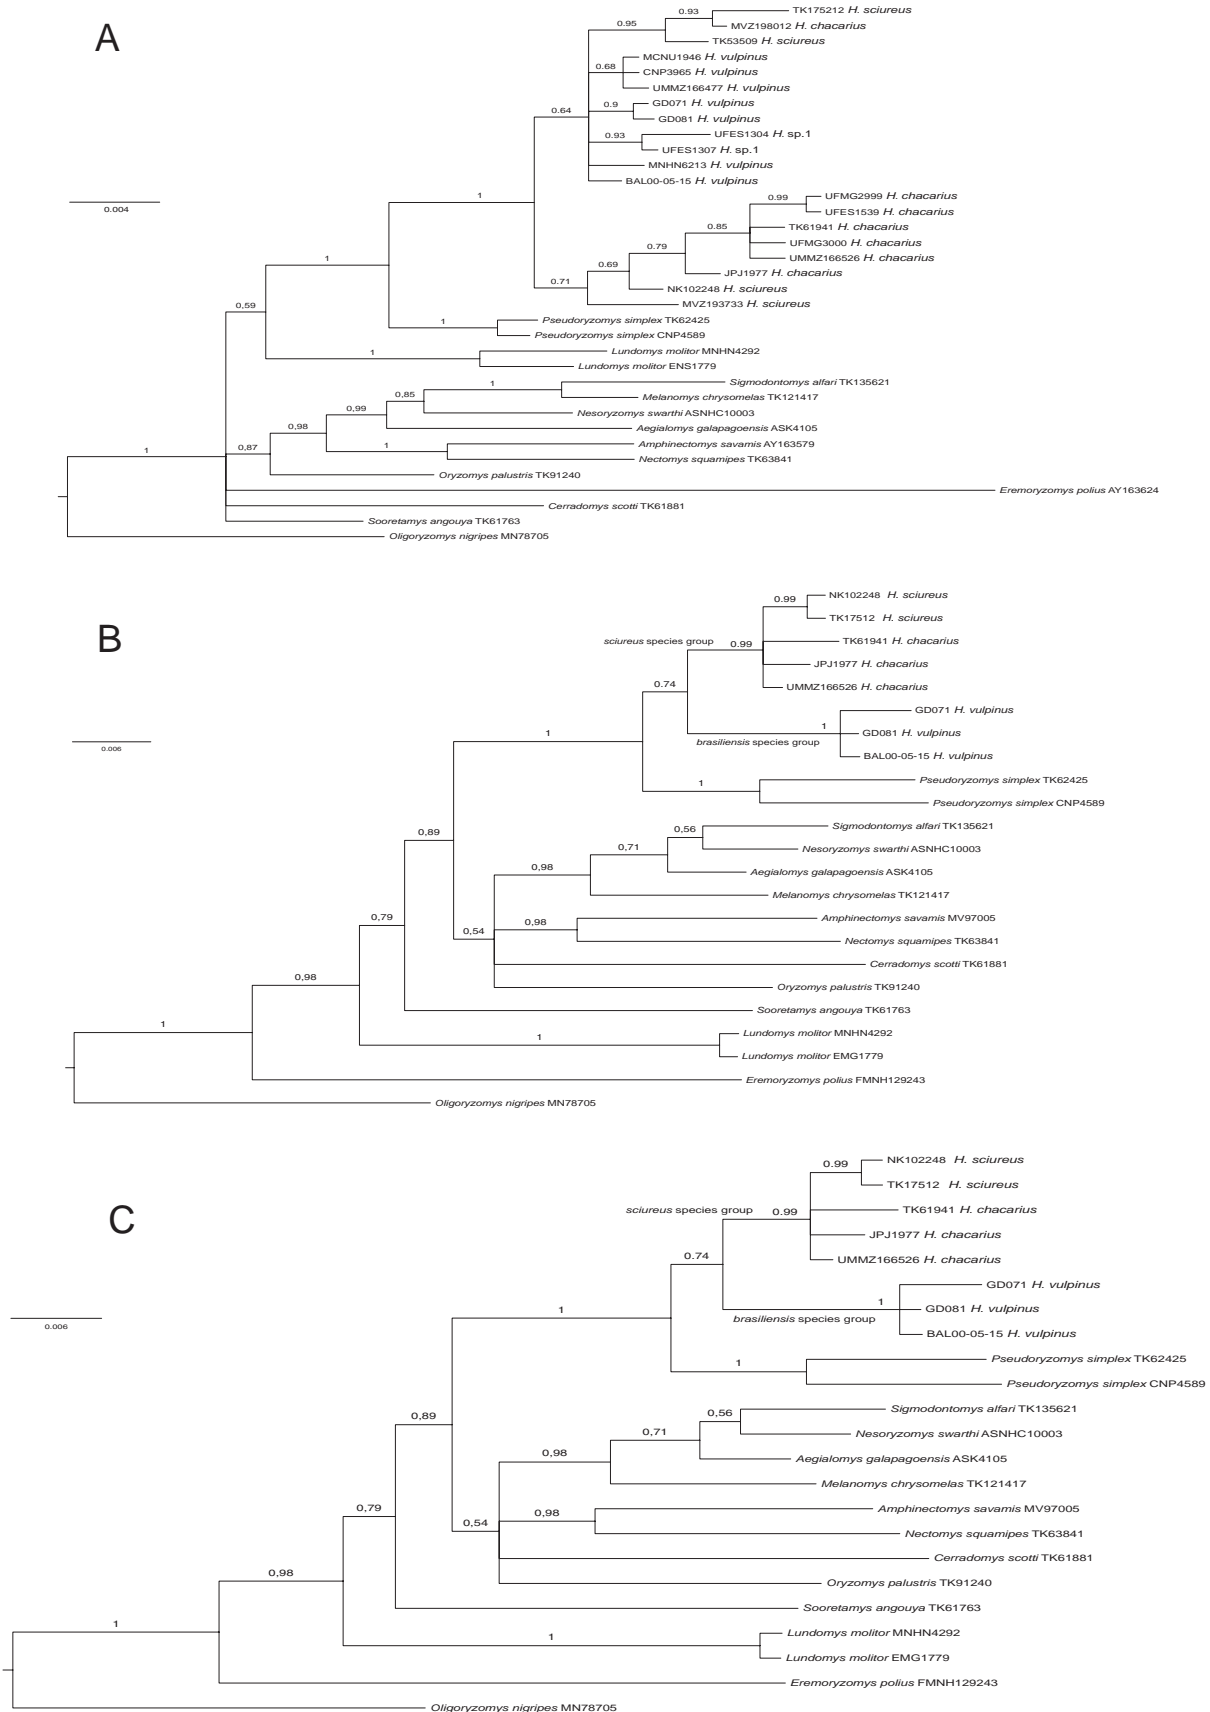 A
0.93
TK175212 H. sciureus
0.95
MVZ198012 H. chacarius
TK53509 H. sciureus
MCNU1946 H. vulpinus
0.68
CNP3965 H. vulpinus
UMMZ166477 H. vulpinus
0.9
GD071 H. vulpinus
0.64
GD081 H. vulpinus
0.93
UFES1304 H. sp.1
UFES1307 H. sp.1
MNHN6213 H. vulpinus
BAL00-05-15 H. vulpinus
1
0.004
0.99
UFMG2999 H. chacarius
UFES1539 H. chacarius
0.85
TK61941 H. chacarius
UFMG3000 H. chacarius
0.79
UMMZ166526 H. chacarius
1
0.69
JPJ1977 H. chacarius
0.71
NK102248 H. sciureus
MVZ193733 H. sciureus
0,59
1
Pseudoryzomys simplex TK62425
Pseudoryzomys simplex CNP4589
1
Lundomys molitor MNHN4292
Lundomys molitor ENS1779
1
Sigmodontomys alfari TK135621
0,85
Melanomys chrysomelas TK121417
0,99
Nesoryzomys swarthi ASNHC10003
0,98
Aegialomys galapagoensis ASK4105
1
Amphinectomys savamis AY163579
0,87
Nectomys squamipes TK63841
1
Oryzomys palustris TK91240
Eremoryzomys polius AY163624
Cerradomys scotti TK61881
Sooretamys angouya TK61763
Oligoryzomys nigripes MN78705
B
0.99
NK102248 H. sciureus
TK17512 H. sciureus
sciureus species group
0.99
TK61941 H. chacarius
JPJ1977 H. chacarius
0.74
UMMZ166526 H. chacarius
GD071 H. vulpinus
1
GD081 H. vulpinus
brasiliensis species group
BAL00-05-15 H. vulpinus
1
0.006
1
Pseudoryzomys simplex TK62425
Pseudoryzomys simplex CNP4589
0,56
Sigmodontomys alfari TK135621
0,89
0,71
Nesoryzomys swarthi ASNHC10003
0,98
Aegialomys galapagoensis ASK4105
Melanomys chrysomelas TK121417
0,79
0,98
Amphinectomys savamis MV97005
0,54
Nectomys squamipes TK63841
Cerradomys scotti TK61881
0,98
Oryzomys palustris TK91240
Sooretamys angouya TK61763
1
1
Lundomys molitor MNHN4292
Lundomys molitor EMG1779
Eremoryzomys polius FMNH129243
Oligoryzomys nigripes MN78705
C
0.99
NK102248 H. sciureus
TK17512 H. sciureus
sciureus species group
0.99
TK61941 H. chacarius
JPJ1977 H. chacarius
0.74
UMMZ166526 H. chacarius
GD071 H. vulpinus
1
GD081 H. vulpinus
brasiliensis species group
BAL00-05-15 H. vulpinus
1
0.006
1
Pseudoryzomys simplex TK62425
Pseudoryzomys simplex CNP4589
0,56
Sigmodontomys alfari TK135621
0,89
0,71
Nesoryzomys swarthi ASNHC10003
0,98
Aegialomys galapagoensis ASK4105
Melanomys chrysomelas TK121417
0,79
0,98
Amphinectomys savamis MV97005
0,54
Nectomys squamipes TK63841
Cerradomys scotti TK61881
0,98
Oryzomys palustris TK91240
Sooretamys angouya TK61763
1
1
Lundomys molitor MNHN4292
Lundomys molitor EMG1779
Eremoryzomys polius FMNH129243
Oligoryzomys nigripes MN78705